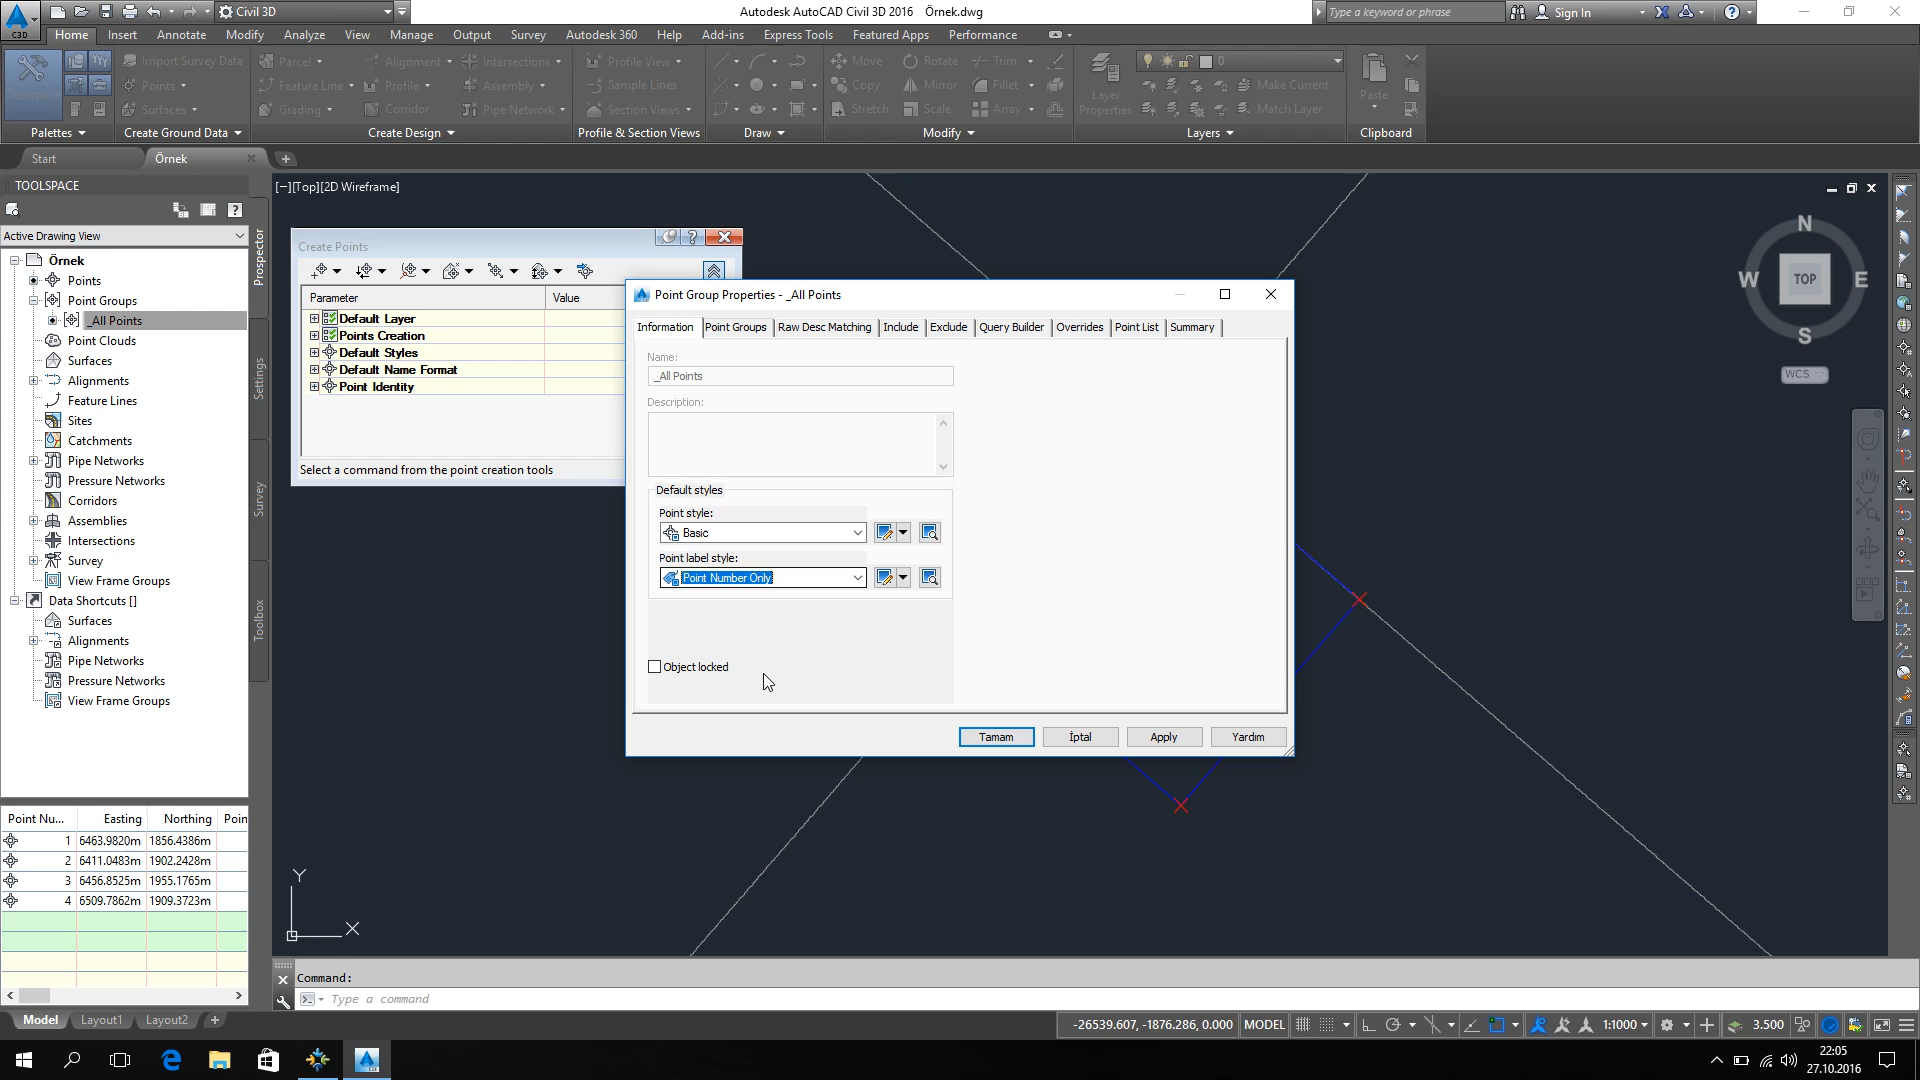 C3D
Civil 3D
Autodesk AutoCAD Civil 3D 2016 Örnek.dwg
Type a keyword or phrase
Sign In
Home Insert Annotate Modify Analyze View Manage Output Survey Autodesk 360 Help Add-ins Express Tools Featured Apps Performance
Toolspace
Import Survey Data
Points
Surfaces
Parcel
Feature Line
Grading
Alignment
Profile
Corridor
Intersections
Assembly
Pipe Network
Profile View
Sample Lines
Section Views
Move
Copy
Stretch
Rotate
Mirror
Scale
Trim
Fillet
Array
Layer
Properties
0
Make Current
Match Layer
Paste
Palettes Create Ground Data Create Design Profile & Section Views Draw Modify Layers Clipboard
Start Örnek
TOOLSPACE
Active Drawing View
Örnek
Points
Point Groups
_All Points
Point Clouds
Surfaces
Alignments
Feature Lines
Sites
Catchments
Pipe Networks
Pressure Networks
Corridors
Assemblies
Intersections
Survey
View Frame Groups
Data Shortcuts []
Surfaces
Alignments
Pipe Networks
Pressure Networks
View Frame Groups
Prospector
Settings
Survey
Toolbox
Point Nu... Easting Northing Poin
1 6463.9820m 1856.4386m
2 6411.0483m 1902.2428m
3 6456.8525m 1955.1765m
4 6509.7862m 1909.3723m
[−][Top][2D Wireframe]
Create Points
Parameter Value
Default Layer
Points Creation
Default Styles
Default Name Format
Point Identity
Select a command from the point creation tools
Point Group Properties - _All Points
Information Point Groups Raw Desc Matching Include Exclude Query Builder Overrides Point List Summary
Name:
_All Points
Description:
Default styles
Point style:
Basic
Point label style:
Point Number Only
Object locked
Tamam İptal Apply Yardım
N
W TOP E
S
WCS
Y
X
Command:
Type a command
Model Layout1 Layout2 +
-26539.607, -1876.286, 0.000 MODEL 1:1000 3.500
22:05
27.10.2016